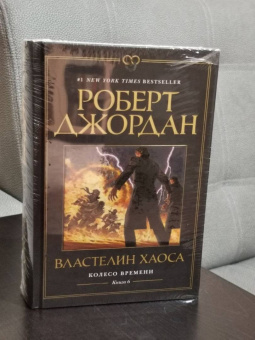 #1 NEW YORK TIMES BESTSELLER
РОБЕРТ
ДЖОРДАН
ВЛАСТЕЛИН ХАОСА
КОЛЕСО ВРЕМЕНИ
Книга 6